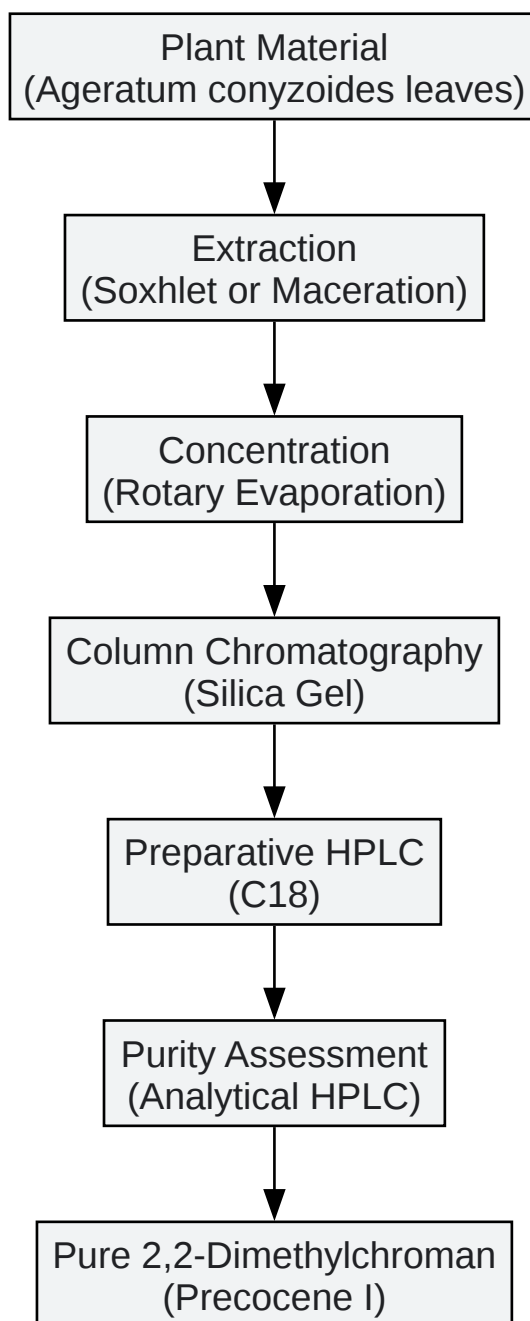 Plant Material
(Ageratum conyzoides leaves)
Extraction
(Soxhlet or Maceration)
Concentration
(Rotary Evaporation)
Column Chromatography
(Silica Gel)
Preparative HPLC
(C18)
Purity Assessment
(Analytical HPLC)
Pure 2,2-Dimethylchroman
(Precocene I)